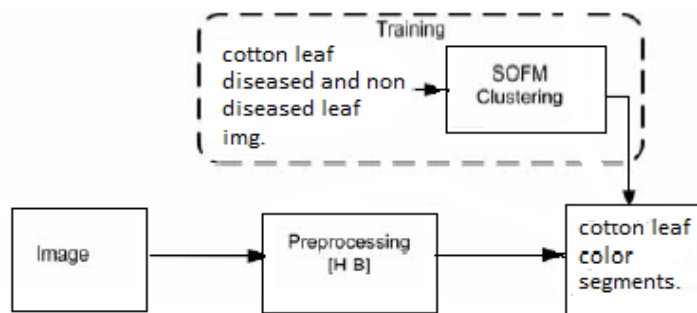 Training
cotton leaf
diseased and non
diseased leaf
img.
SOFM
Clustering
Image
Preprocessing
[H B]
cotton leaf
color
segments.